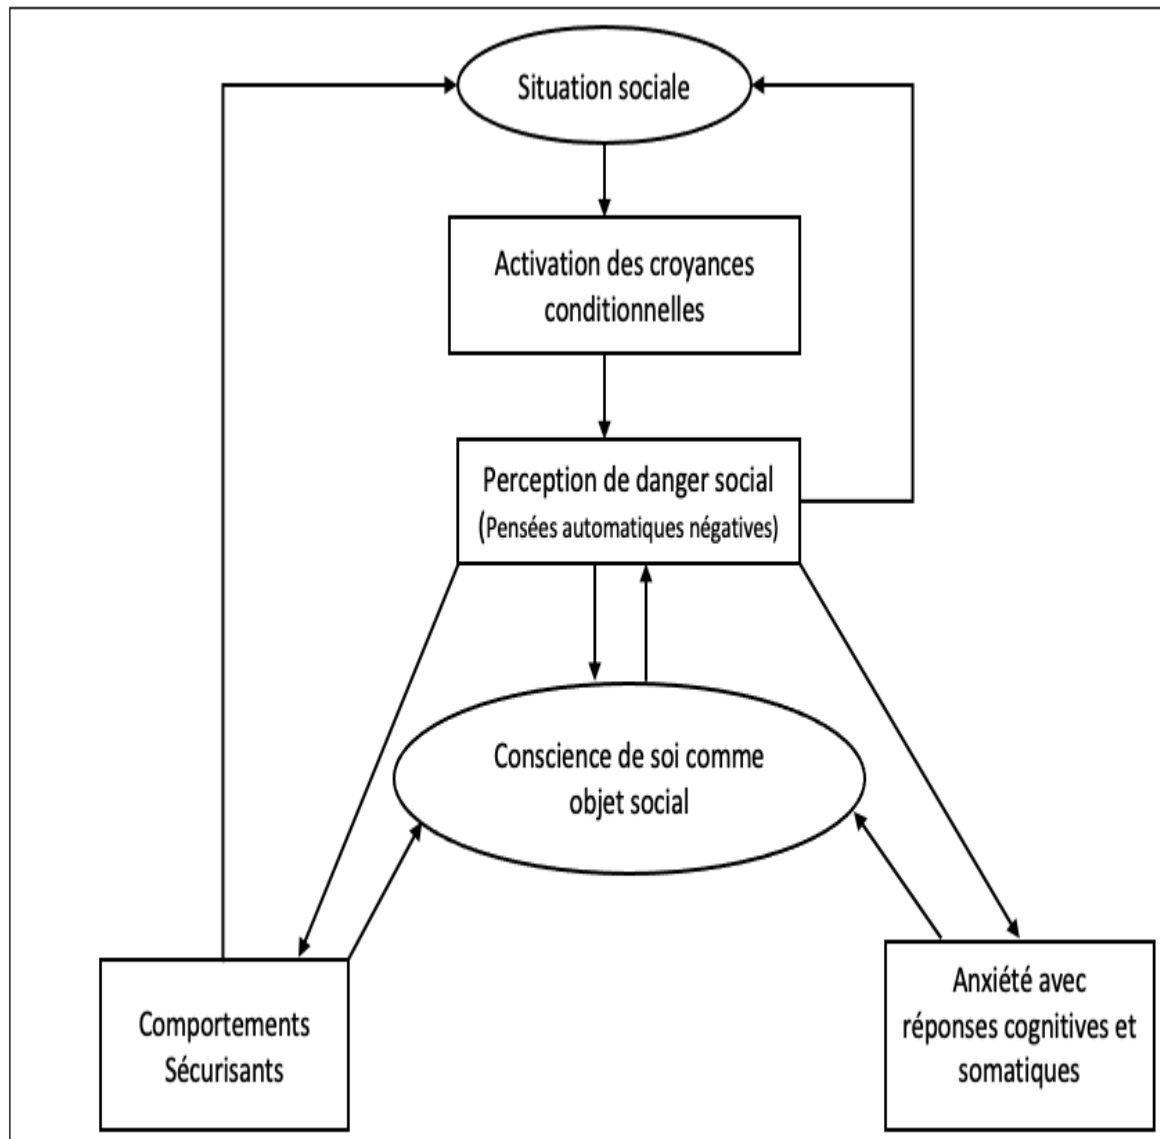 Situation sociale
Activation des croyances
conditionnelles
Perception de danger social
(Pensées automatiques négatives)
Conscience de soi comme
objet social
Comportements
Sécurisants
Anxiété avec
réponses cognitives et
somatiques